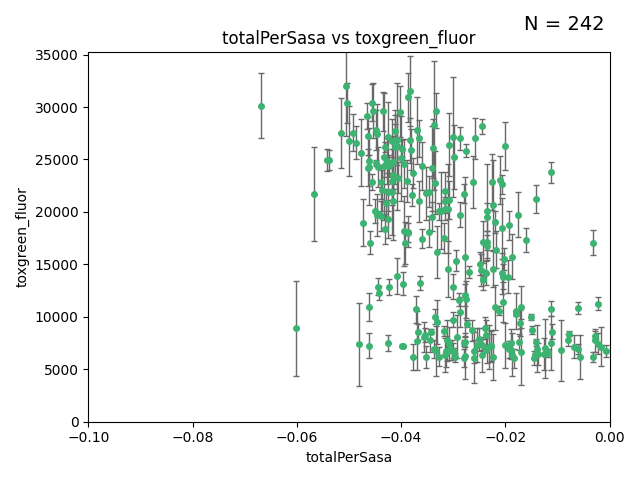 N = 242
totalPerSasa vs toxgreen_fluor
35000
30000
25000
20000
15000
10000
5000
0
toxgreen_fluor
−0.10 −0.08 −0.06 −0.04 −0.02 0.00
totalPerSasa